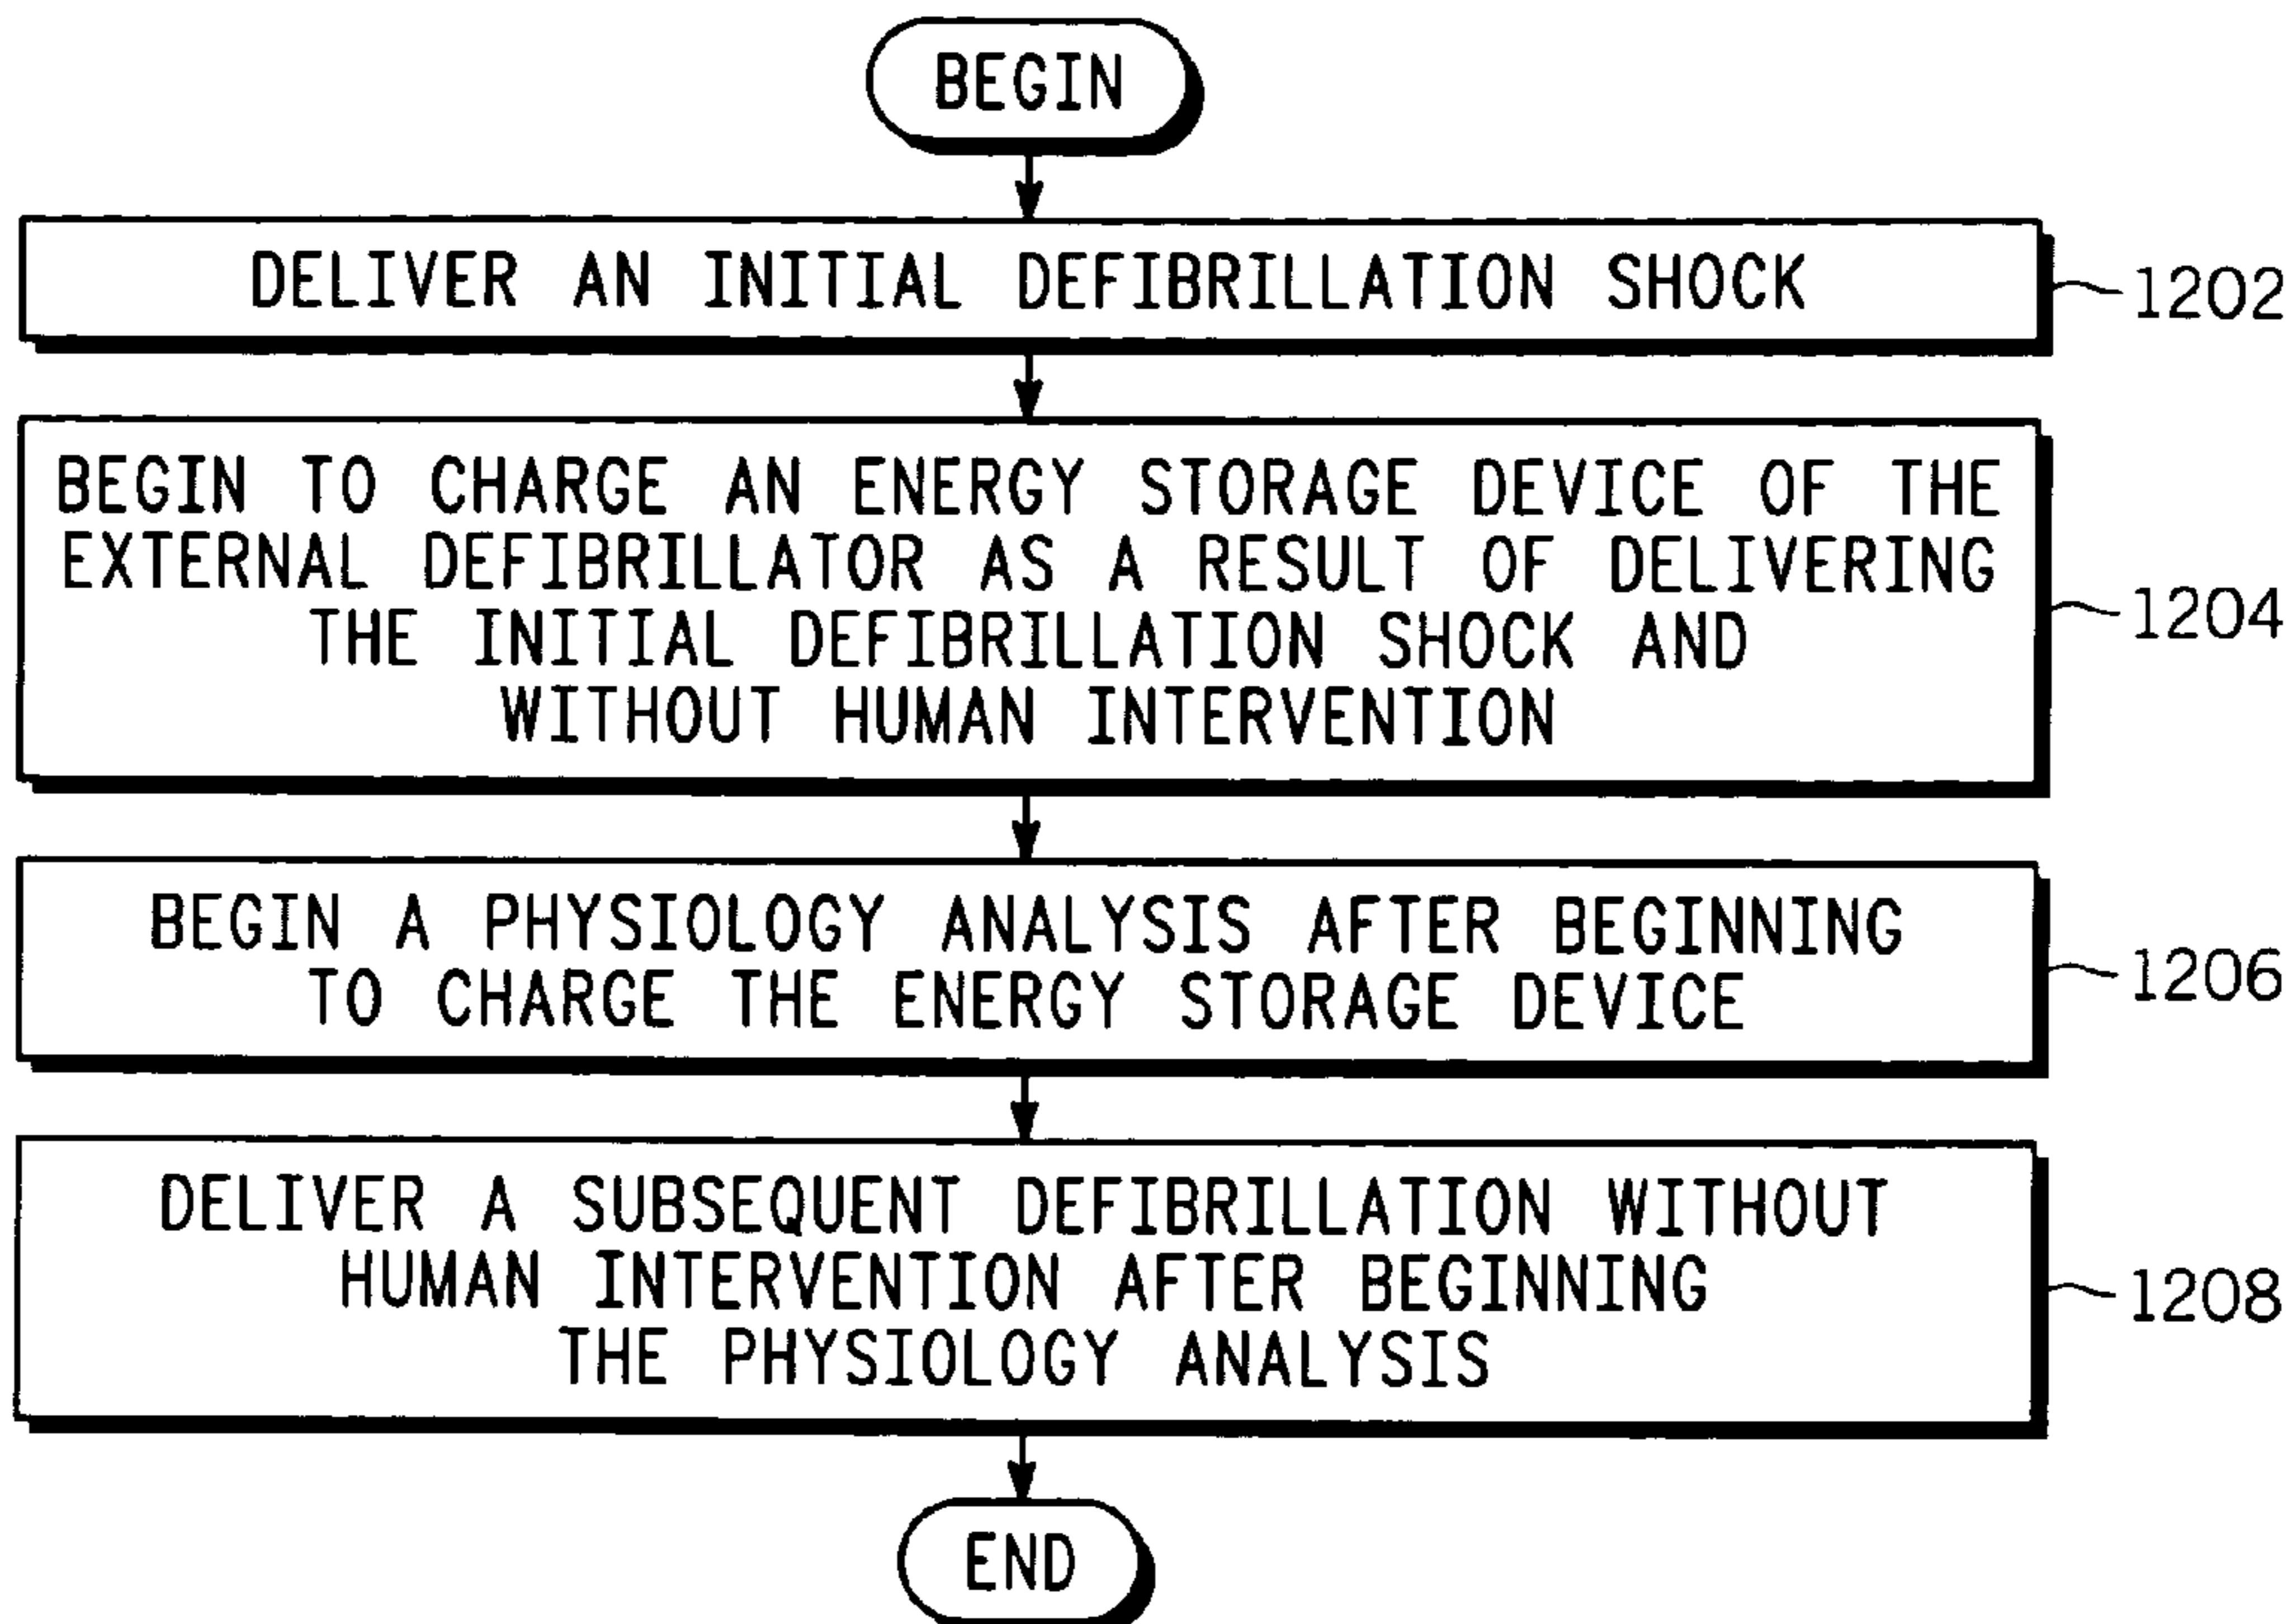 BEGIN
DELIVER AN INITIAL DEFIBRILLATION SHOCK
1202
BEGIN TO CHARGE AN ENERGY STORAGE DEVICE OF THE
EXTERNAL DEFIBRILLATOR AS A RESULT OF DELIVERING
THE INITIAL DEFIBRILLATION SHOCK AND
WITHOUT HUMAN INTERVENTION
1204
BEGIN A PHYSIOLOGY ANALYSIS AFTER BEGINNING
TO CHARGE THE ENERGY STORAGE DEVICE
1206
DELIVER A SUBSEQUENT DEFIBRILLATION WITHOUT
HUMAN INTERVENTION AFTER BEGINNING
THE PHYSIOLOGY ANALYSIS
1208
END